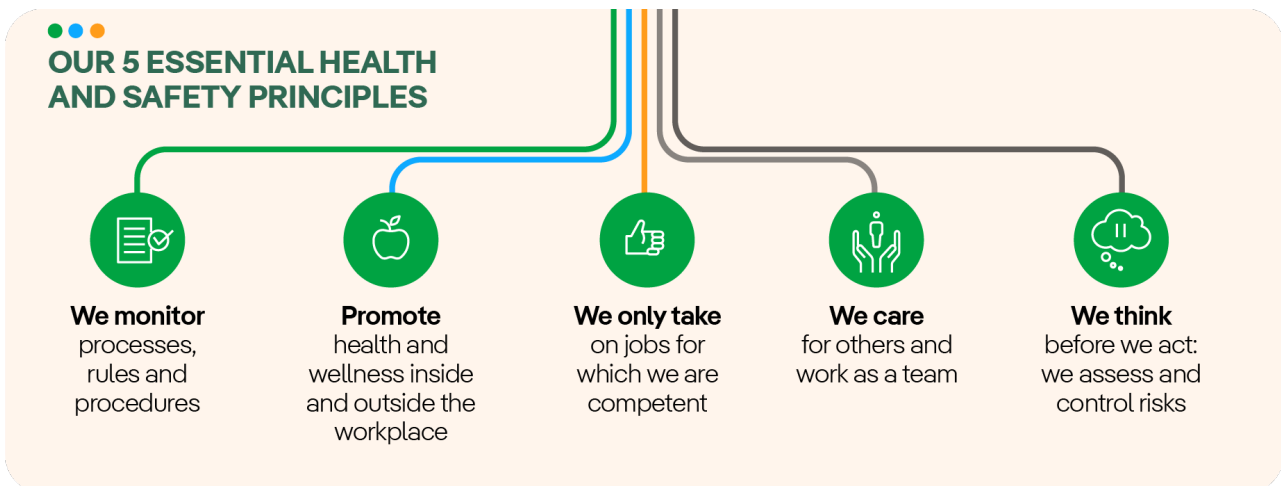 OUR 5 ESSENTIAL HEALTH
AND SAFETY PRINCIPLES
We monitor
processes,
rules and
procedures
Promote
health and
wellness inside
and outside the
workplace
We only take
on jobs for
which we are
competent
We care
for others and
work as a team
We think
before we act:
we assess and
control risks